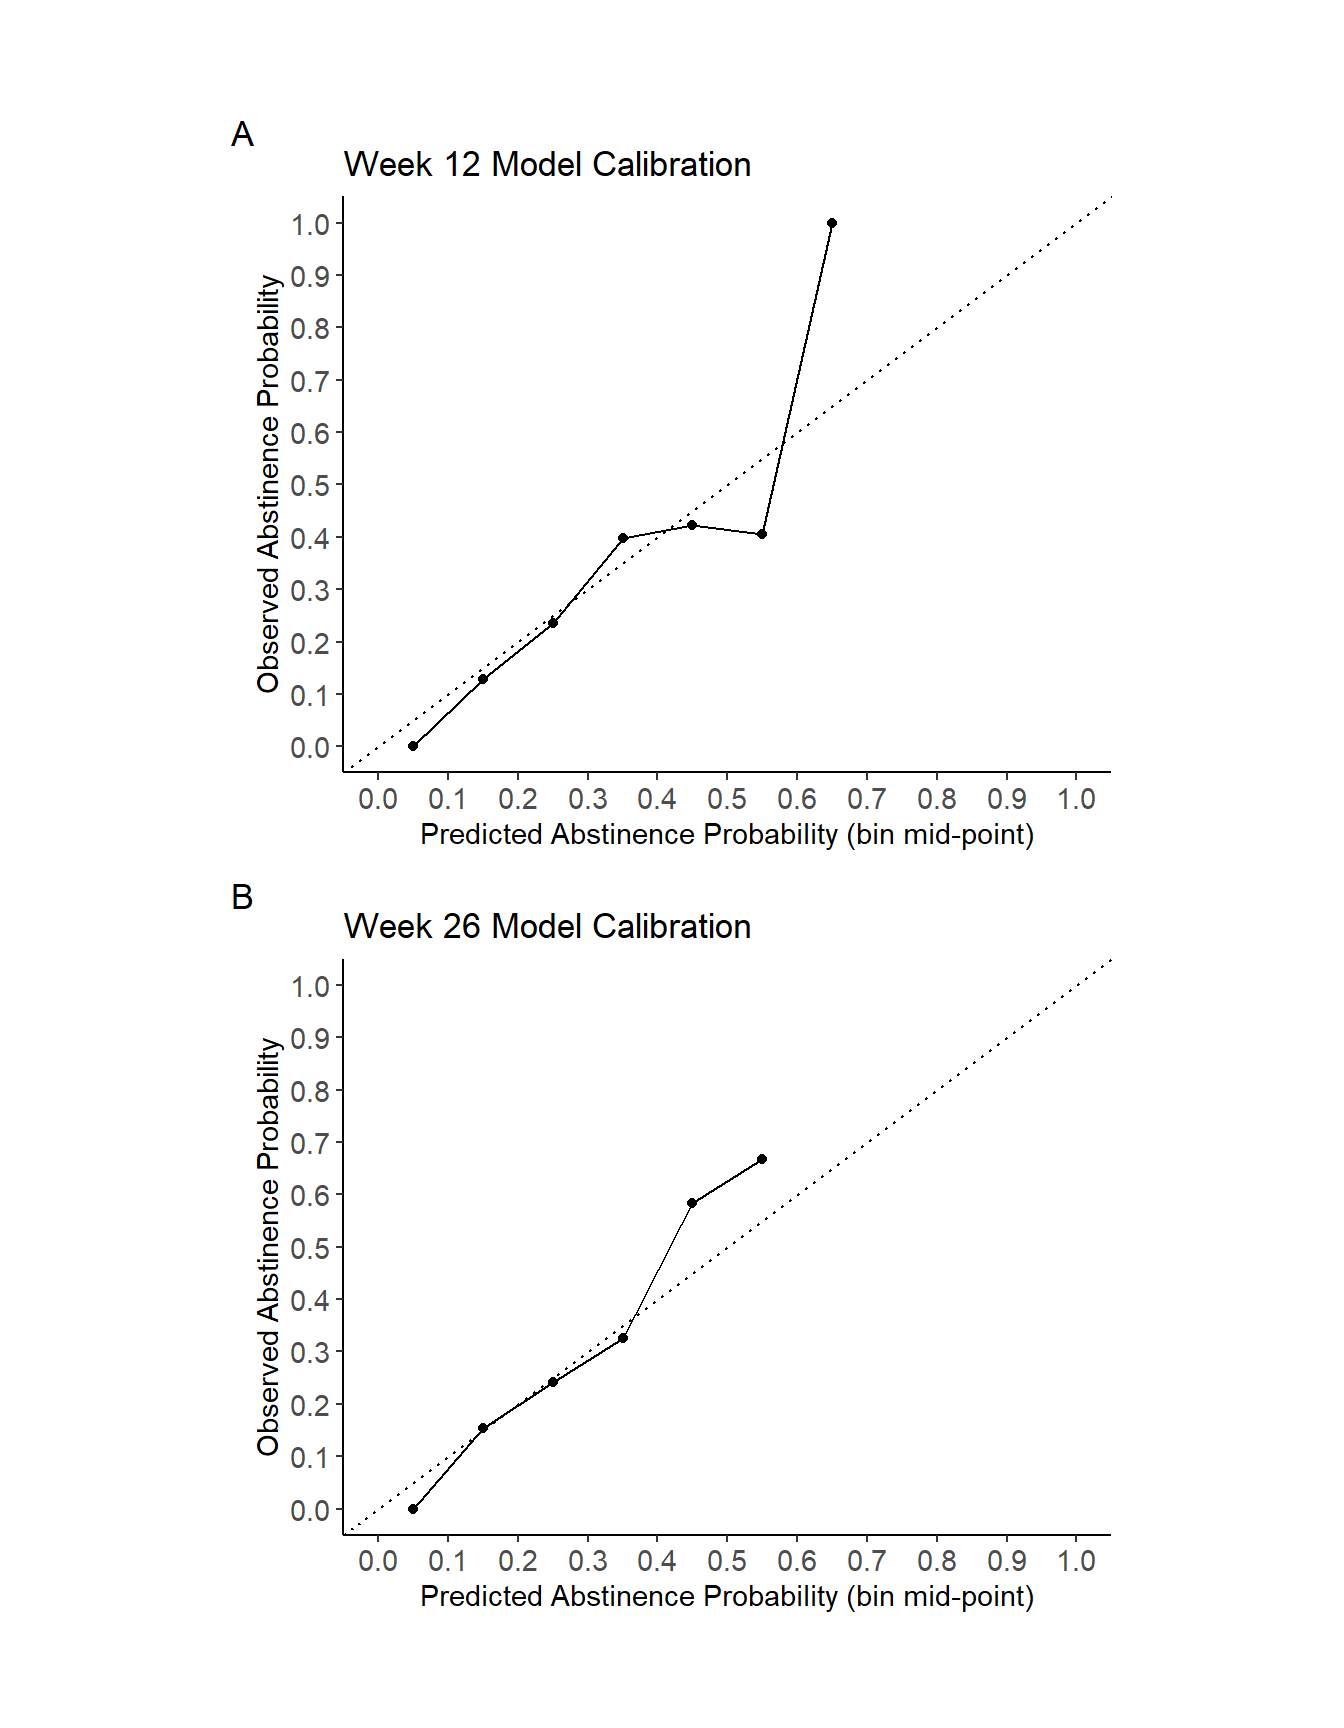 A
Week 12 Model Calibration
Observed Abstinence Probability
1.0
0.9
0.8
0.7
0.6
0.5
0.4
0.3
0.2
0.1
0.0
0.0 0.1 0.2 0.3 0.4 0.5 0.6 0.7 0.8 0.9 1.0
Predicted Abstinence Probability (bin mid-point)
B
Week 26 Model Calibration
Observed Abstinence Probability
1.0
0.9
0.8
0.7
0.6
0.5
0.4
0.3
0.2
0.1
0.0
0.0 0.1 0.2 0.3 0.4 0.5 0.6 0.7 0.8 0.9 1.0
Predicted Abstinence Probability (bin mid-point)